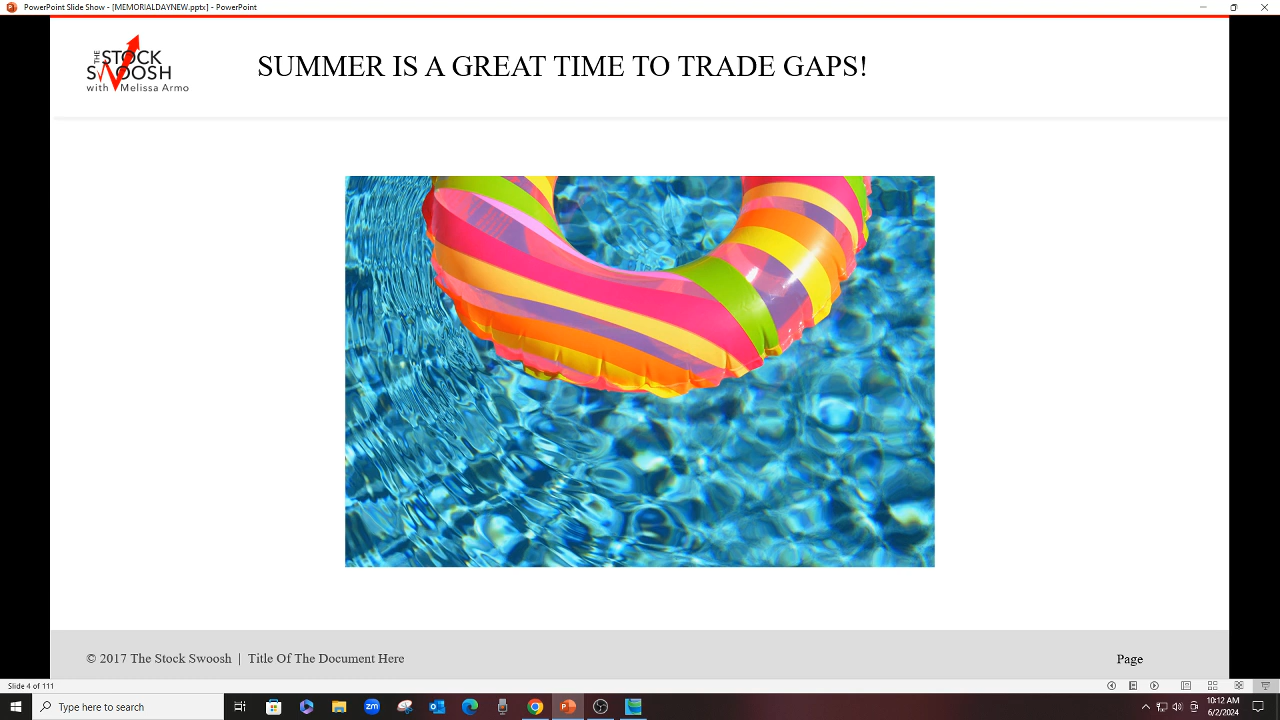 PowerPoint Slide Show - [MEMORIALDAYNEW.pptx] - PowerPoint
THE STOCK
SWOOSH
with Melissa Armo
SUMMER IS A GREAT TIME TO TRADE GAPS!
© 2017 The Stock Swoosh | Title Of The Document Here
Page
Slide 4 of 111
Type here to search
zm
10:12 AM
6/2/2024